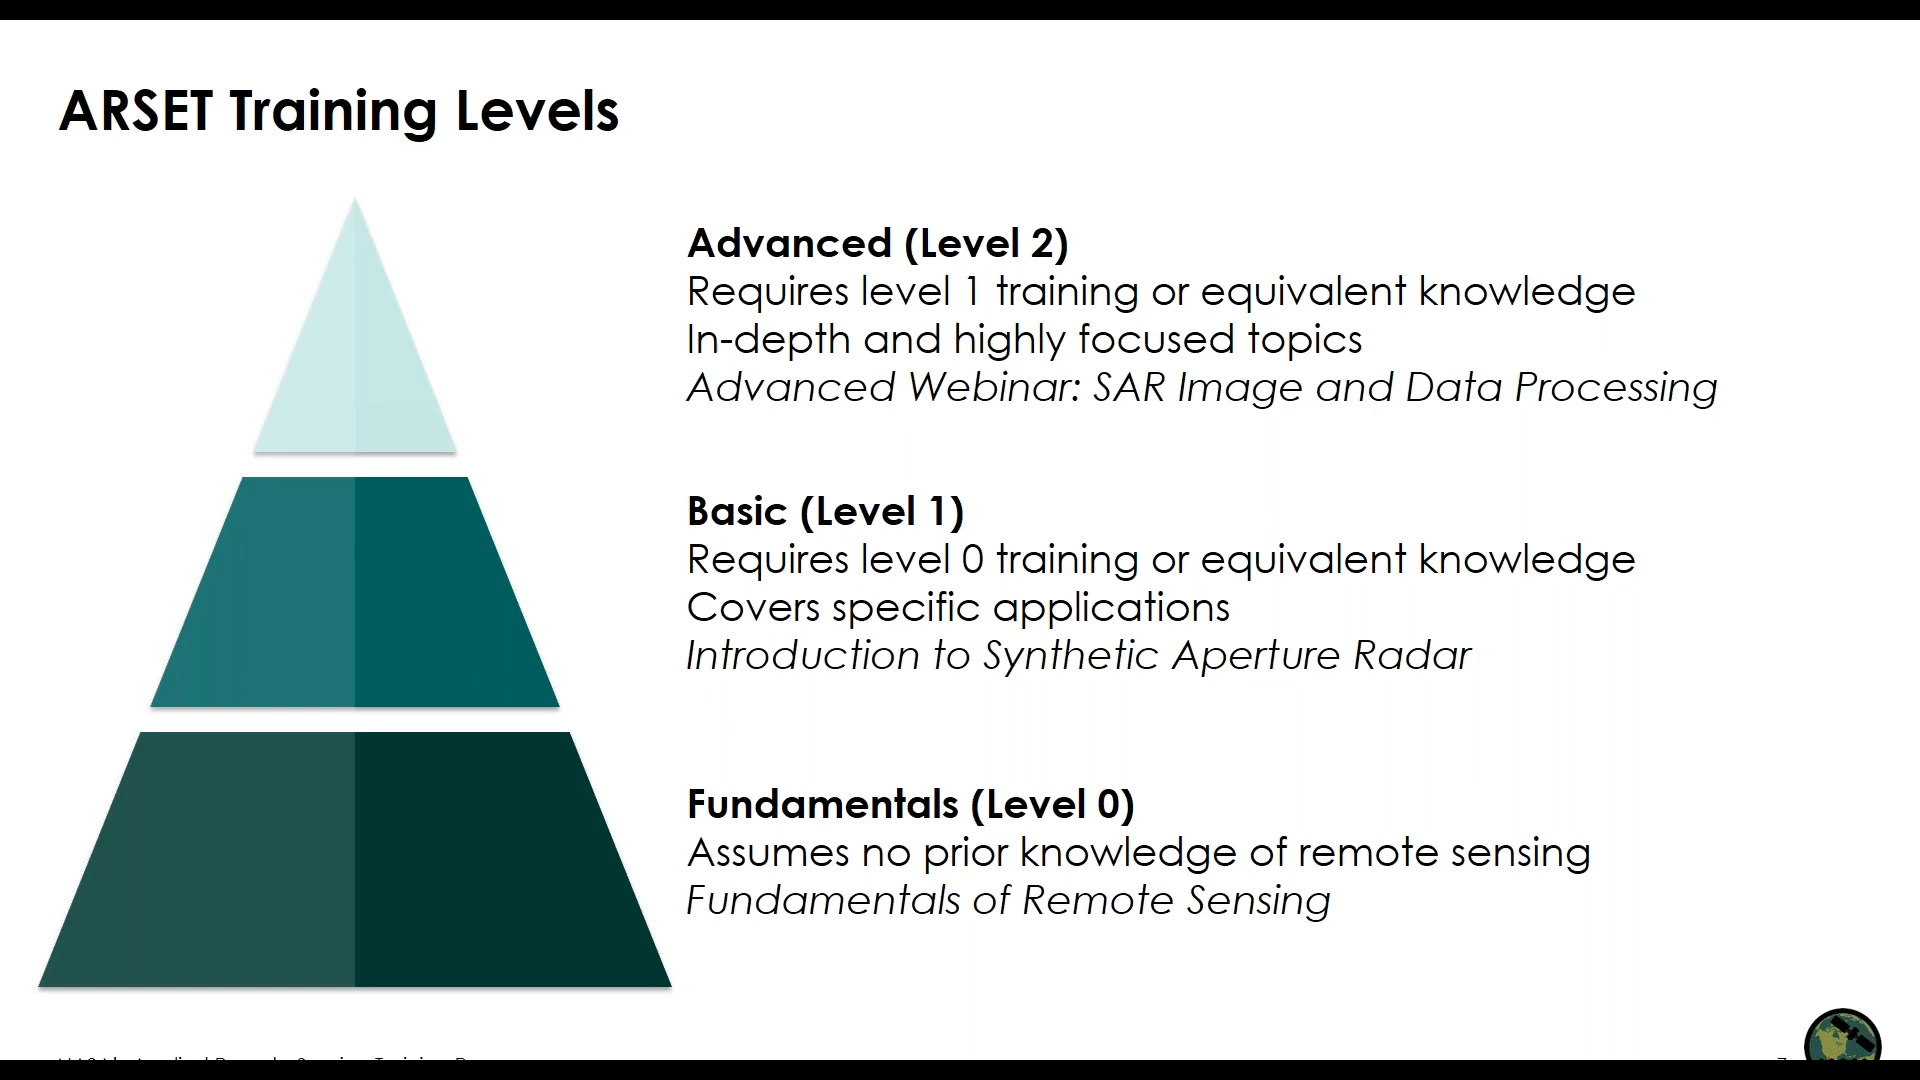 ARSET Training Levels
Advanced (Level 2)
Requires level 1 training or equivalent knowledge
In-depth and highly focused topics
Advanced Webinar: SAR Image and Data Processing
Basic (Level 1)
Requires level 0 training or equivalent knowledge
Covers specific applications
Introduction to Synthetic Aperture Radar
Fundamentals (Level 0)
Assumes no prior knowledge of remote sensing
Fundamentals of Remote Sensing